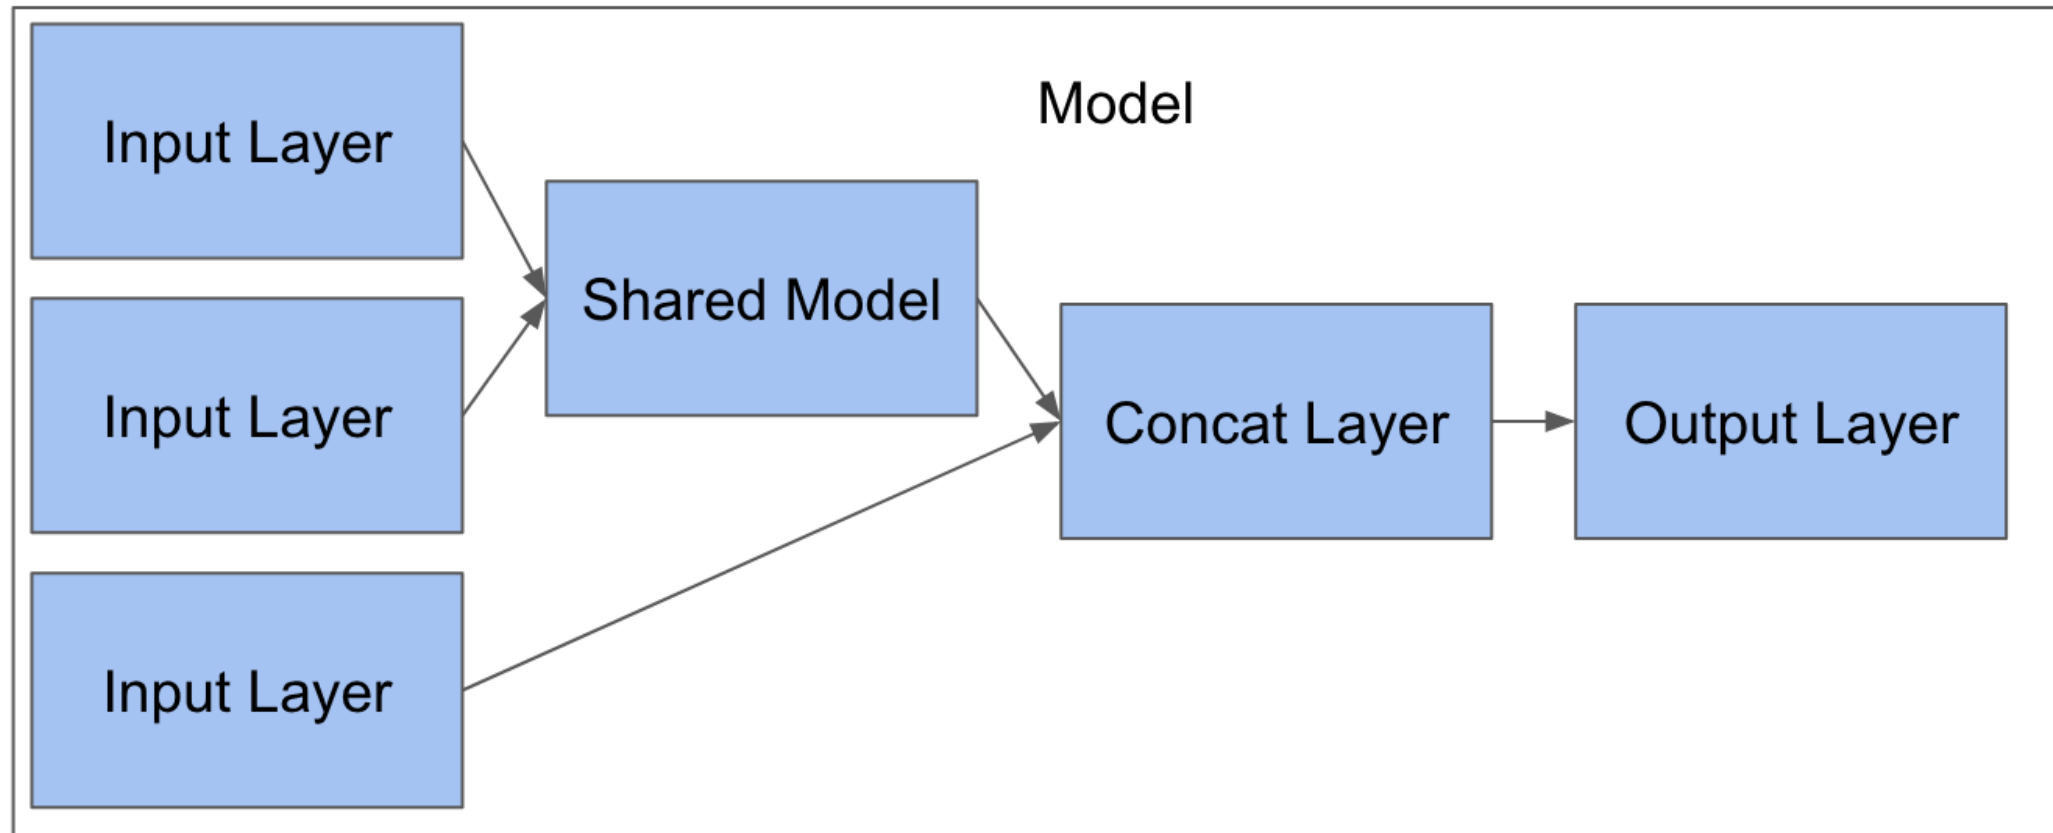 Model
Input Layer
Input Layer
Input Layer
Shared Model
Concat Layer
Output Layer